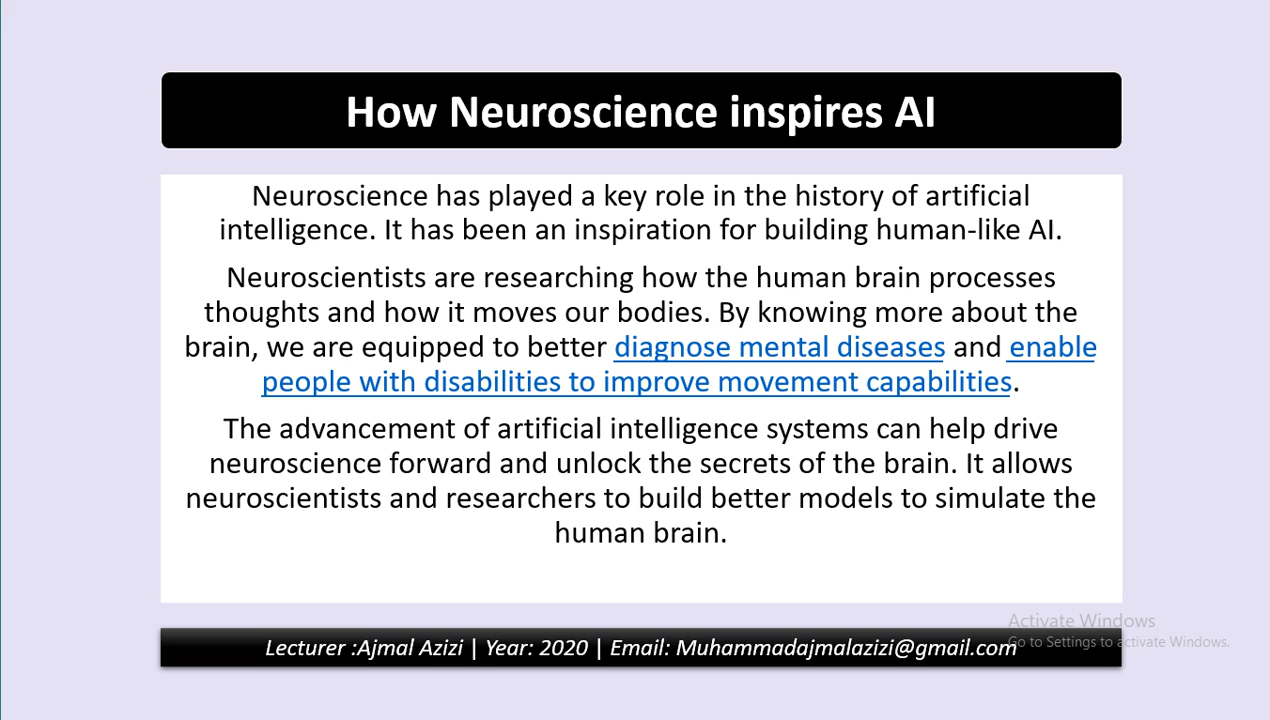 How Neuroscience inspires AI
Neuroscience has played a key role in the history of artificial
intelligence. It has been an inspiration for building human-like AI.
Neuroscientists are researching how the human brain processes
thoughts and how it moves our bodies. By knowing more about the
brain, we are equipped to better diagnose mental diseases and enable
people with disabilities to improve movement capabilities.
The advancement of artificial intelligence systems can help drive
neuroscience forward and unlock the secrets of the brain. It allows
neuroscientists and researchers to build better models to simulate the
human brain.
Activate Windows
Go to Settings to activate Windows.
Lecturer :Ajmal Azizi | Year: 2020 | Email: Muhammadajmalazizi@gmail.com